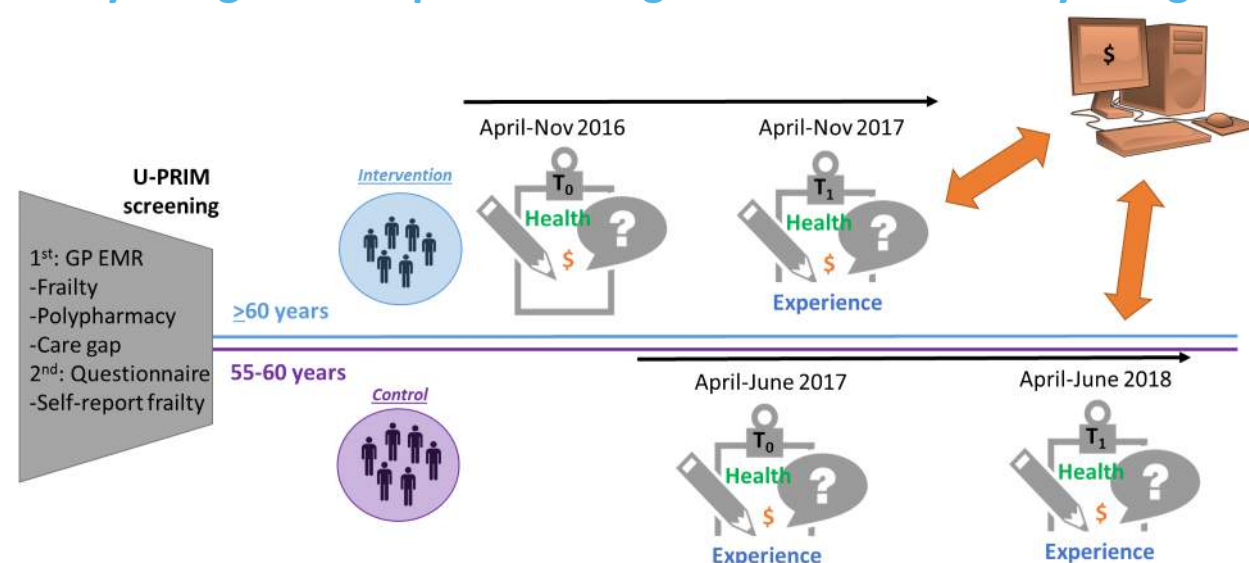 $
April-Nov 2016
April-Nov 2017
U-PRIM
screening
Intervention
T0
Health
?
$
T1
Health
?
$
Experience
1st: GP EMR
-Frailty
-Polypharmacy
-Care gap
2nd: Questionnaire
-Self-report frailty
≥60 years
55-60 years
Control
April-June 2017
April-June 2018
T0
Health
?
$
Experience
T1
Health
?
$
Experience